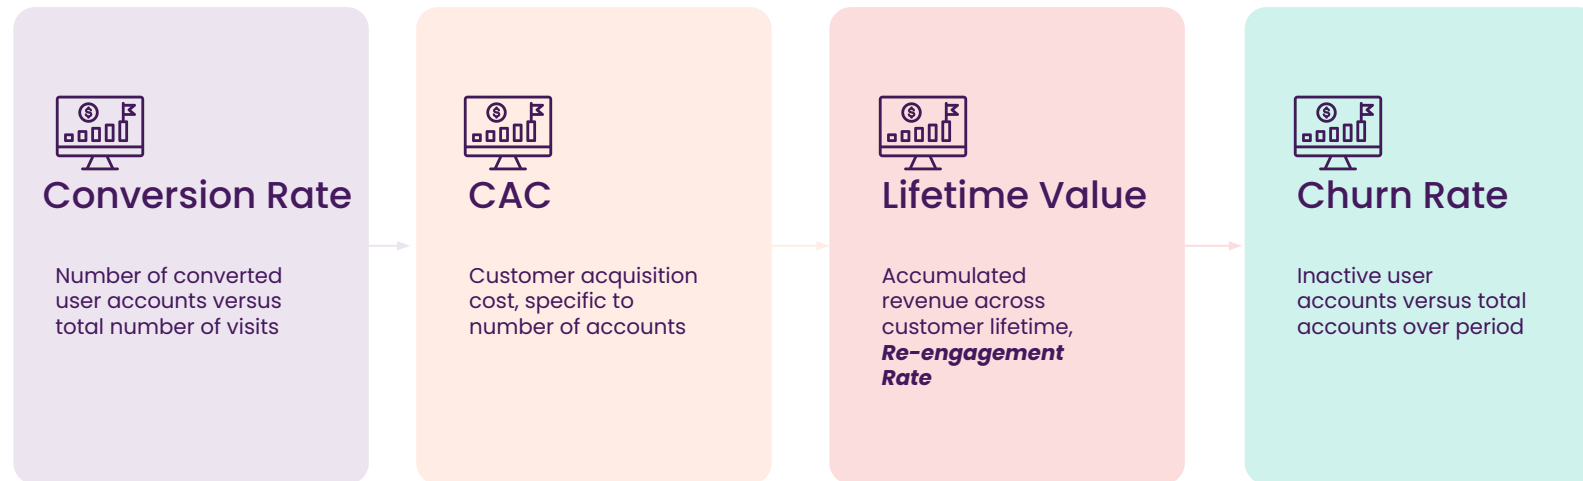 Conversion Rate
Number of converted
user accounts versus
total number of visits
CAC
Customer acquisition
cost, specific to
number of accounts
Lifetime Value
Accumulated
revenue across
customer lifetime,
Re-engagement
Rate
Churn Rate
Inactive user
accounts versus total
accounts over period